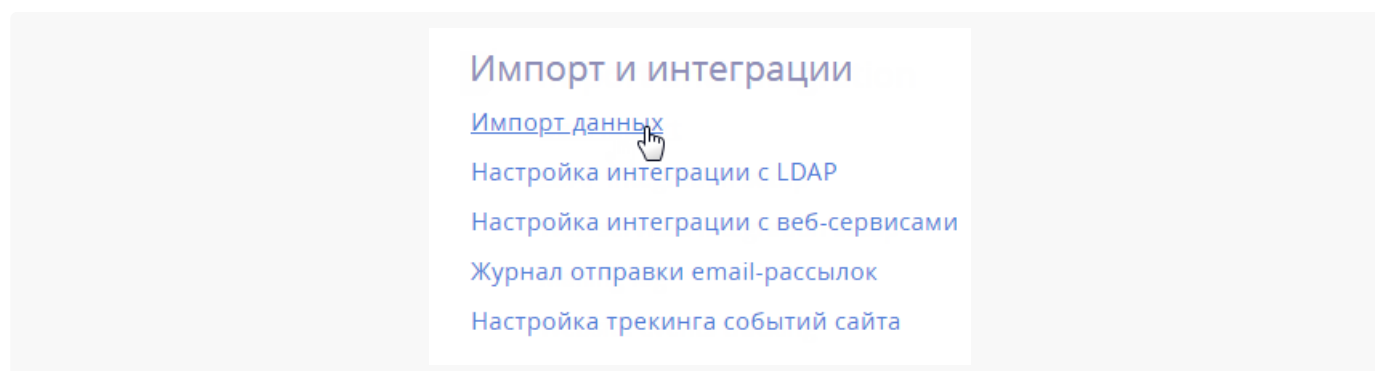 Импорт и интеграции
Импорт данных
Настройка интеграции с LDAP
Настройка интеграции с веб-сервисами
Журнал отправки email-рассылок
Настройка трекинга событий сайта